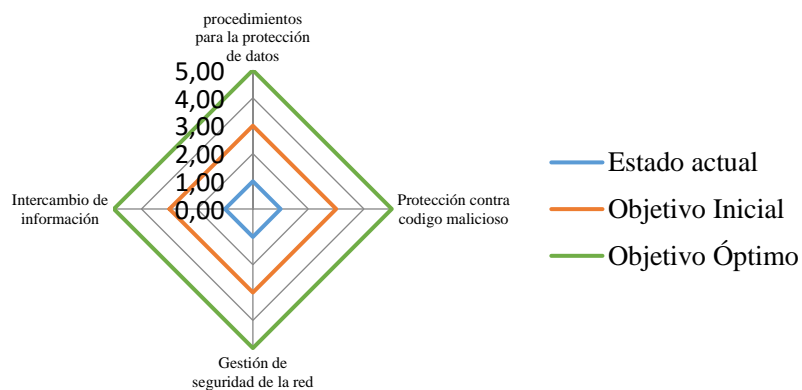 procedimientos
para la protección
de datos
5,00
4,00
3,00
2,00
1,00
0,00
Intercambio de
información
Protección contra
codigo malicioso
Gestión de
seguridad de la red
Estado actual
Objetivo Inicial
Objetivo Óptimo